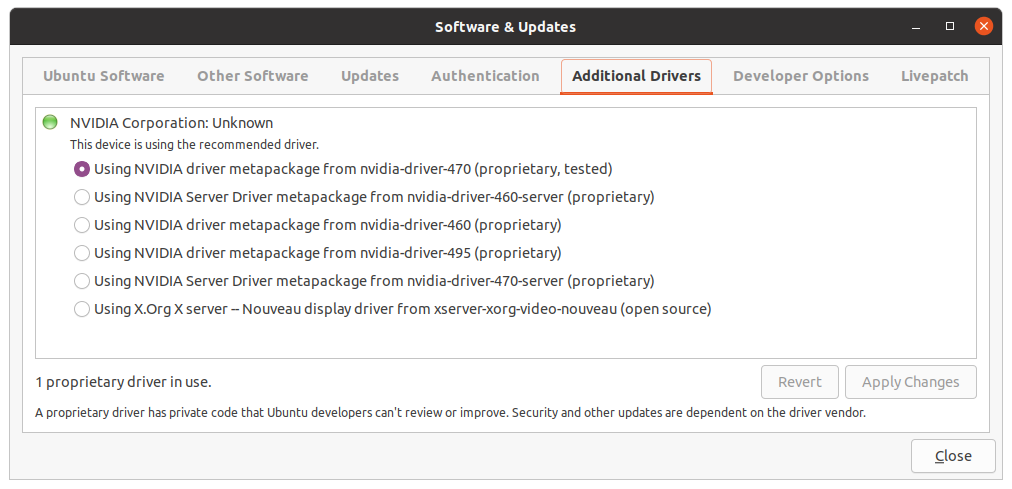 Software & Updates
Ubuntu Software Other Software Updates Authentication Additional Drivers Developer Options Livepatch
NVIDIA Corporation: Unknown
This device is using the recommended driver.
Using NVIDIA driver metapackage from nvidia-driver-470 (proprietary, tested)
Using NVIDIA Server Driver metapackage from nvidia-driver-460-server (proprietary)
Using NVIDIA driver metapackage from nvidia-driver-460 (proprietary)
Using NVIDIA driver metapackage from nvidia-driver-495 (proprietary)
Using NVIDIA Server Driver metapackage from nvidia-driver-470-server (proprietary)
Using X.Org X server -- Nouveau display driver from xserver-xorg-video-nouveau (open source)
1 proprietary driver in use.
Revert Apply Changes
A proprietary driver has private code that Ubuntu developers can't review or improve. Security and other updates are dependent on the driver vendor.
Close